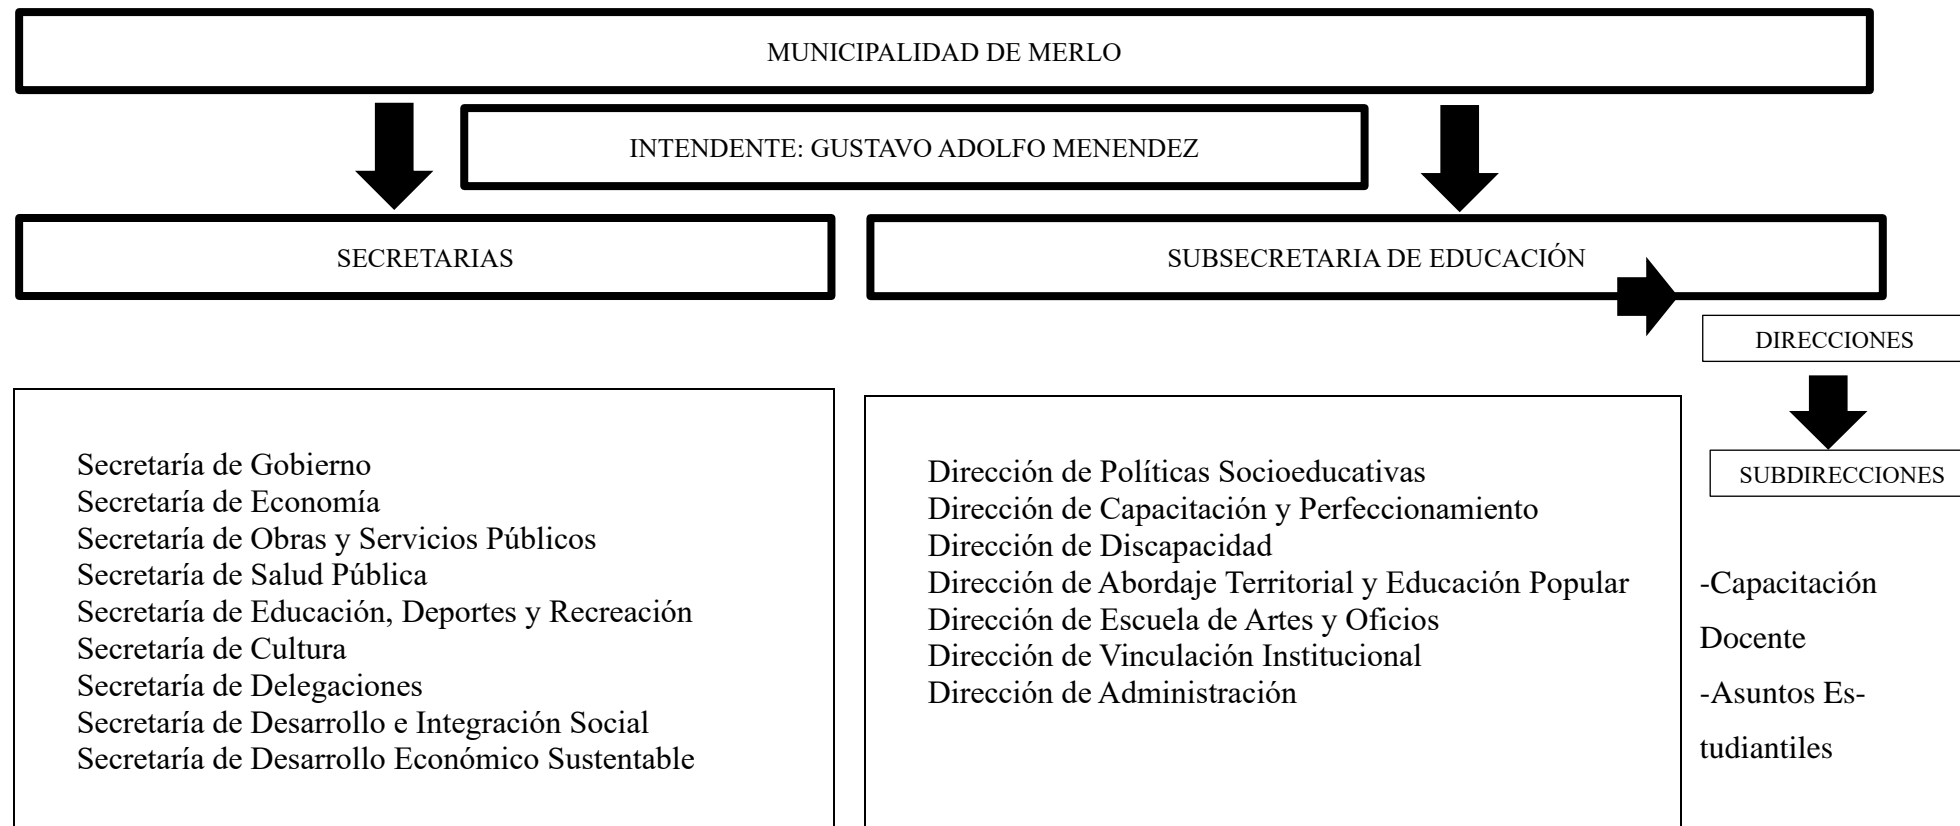 MUNICIPALIDAD DE MERLO
INTENDENTE: GUSTAVO ADOLFO MENENDEZ
SECRETARIAS
SUBSECRETARIA DE EDUCACIÓN
DIRECCIONES
SUBDIRECCIONES
Secretaría de Gobierno
Secretaría de Economía
Secretaría de Obras y Servicios Públicos
Secretaría de Salud Pública
Secretaría de Educación, Deportes y Recreación
Secretaría de Cultura
Secretaría de Delegaciones
Secretaría de Desarrollo e Integración Social
Secretaría de Desarrollo Económico Sustentable
Dirección de Políticas Socioeducativas
Dirección de Capacitación y Perfeccionamiento
Dirección de Discapacidad
Dirección de Abordaje Territorial y Educación Popular
Dirección de Escuela de Artes y Oficios
Dirección de Vinculación Institucional
Dirección de Administración
-Capacitación
Docente
-Asuntos Es-
tudiantiles